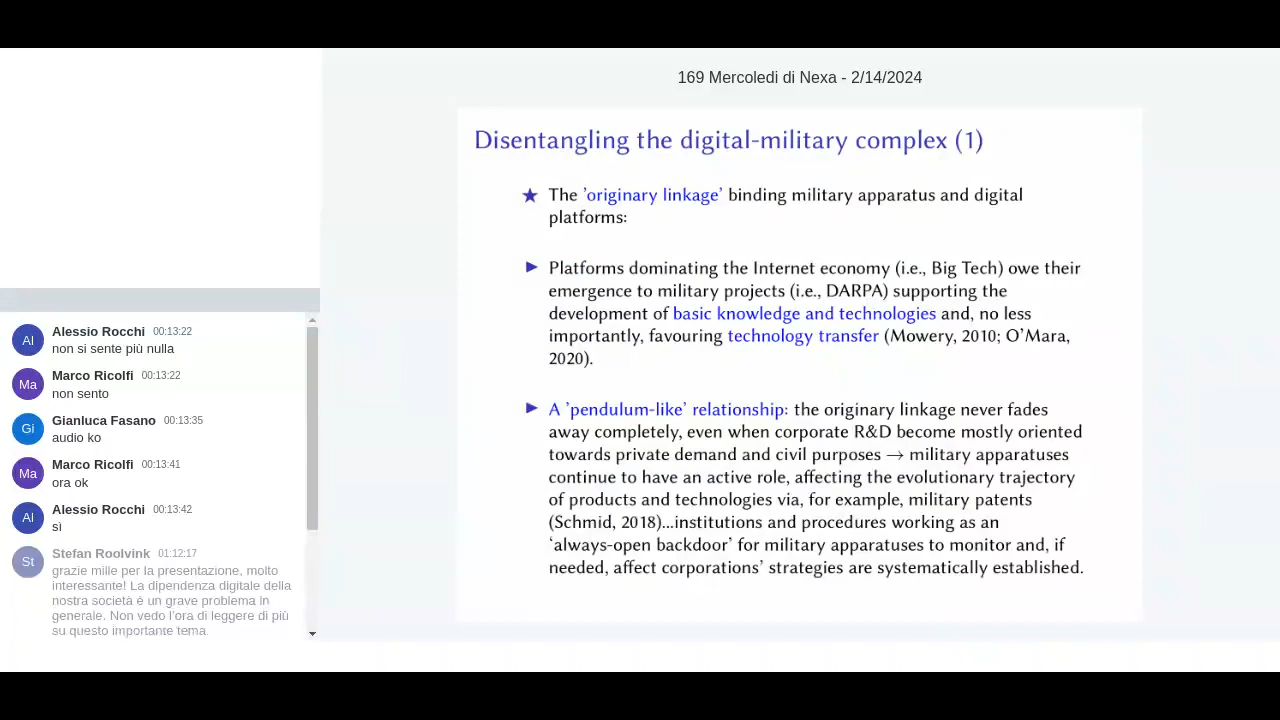 169 Mercoledi di Nexa - 2/14/2024
Disentangling the digital-military complex (1)
★ The 'originary linkage' binding military apparatus and digital
platforms:
▶ Platforms dominating the Internet economy (i.e., Big Tech) owe their
emergence to military projects (i.e., DARPA) supporting the
development of basic knowledge and technologies and, no less
importantly, favouring technology transfer (Mowery, 2010; O'Mara,
2020).
▶ A 'pendulum-like' relationship: the originary linkage never fades
away completely, even when corporate R&D become mostly oriented
towards private demand and civil purposes → military apparatuses
continue to have an active role, affecting the evolutionary trajectory
of products and technologies via, for example, military patents
(Schmid, 2018)...institutions and procedures working as an
'always-open backdoor' for military apparatuses to monitor and, if
needed, affect corporations' strategies are systematically established.
Al
Alessio Rocchi 00:13:22
non si sente più nulla
Ma
Marco Ricolfi 00:13:22
non sento
Gi
Gianluca Fasano 00:13:35
audio ko
Ma
Marco Ricolfi 00:13:41
ora ok
Al
Alessio Rocchi 00:13:42
sì
St
Stefan Roolvink 01:12:17
grazie mille per la presentazione, molto
interessante! La dipendenza digitale della
nostra società è un grave problema in
generale. Non vedo l'ora di leggere di più
su questo importante tema.